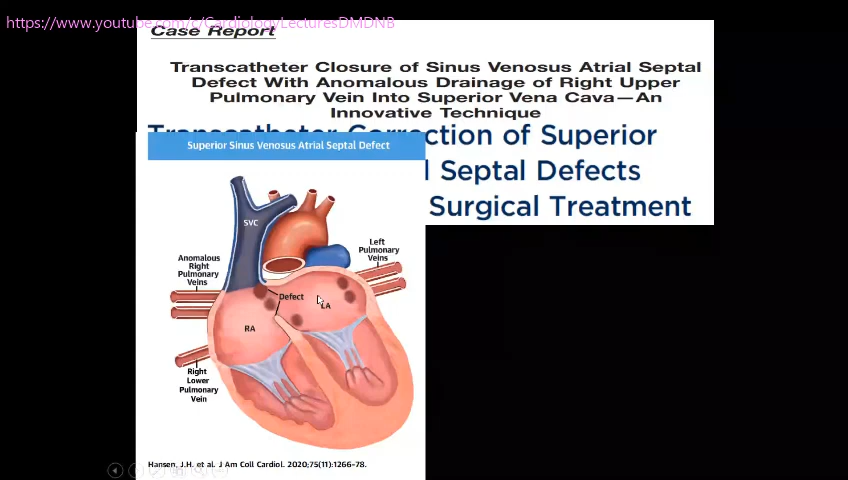 https://www.youtube.com/c/CardiologyLecturesDMDNB
Case Report
Transcatheter Closure of Sinus Venosus Atrial Septal
Defect With Anomalous Drainage of Right Upper
Pulmonary Vein Into Superior Vena Cava—An
Innovative Technique
Transcatheter Correction of Superior
Septal Defects
Surgical Treatment
Superior Sinus Venosus Atrial Septal Defect
SVC
Left
Pulmonary
Veins
Anomalous
Right
Pulmonary
Veins
Defect
LA
RA
Right
Lower
Pulmonary
Vein
Hansen, J.H. et al. J Am Coll Cardiol. 2020;75(11):1266-78.